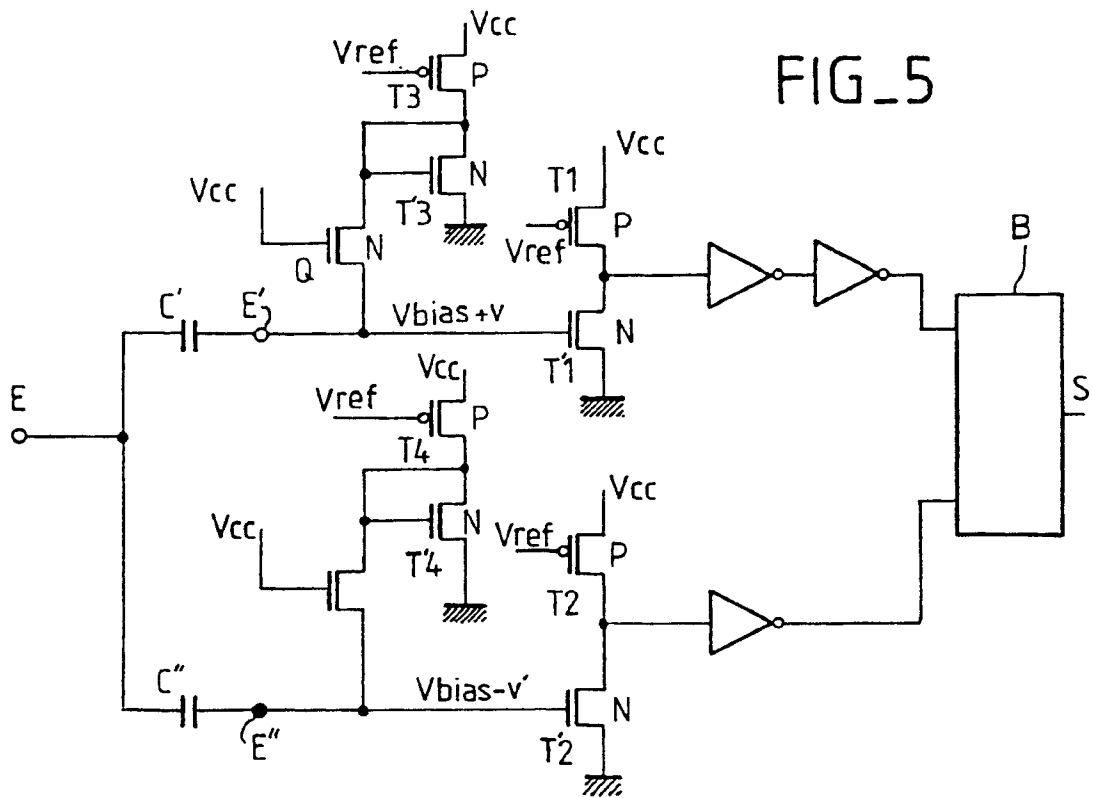 Vcc
Vref
P
T3
FIG_5
Vcc
N
T'3
Vcc
T1
P
Vref
Q
N
B
C'
E'
Vbias+v
N
T'1
Vcc
Vref
P
E
S
T4
Vcc
N
T'4
Vcc
Vref
P
T2
C"
E"
Vbias-v'
N
T'2